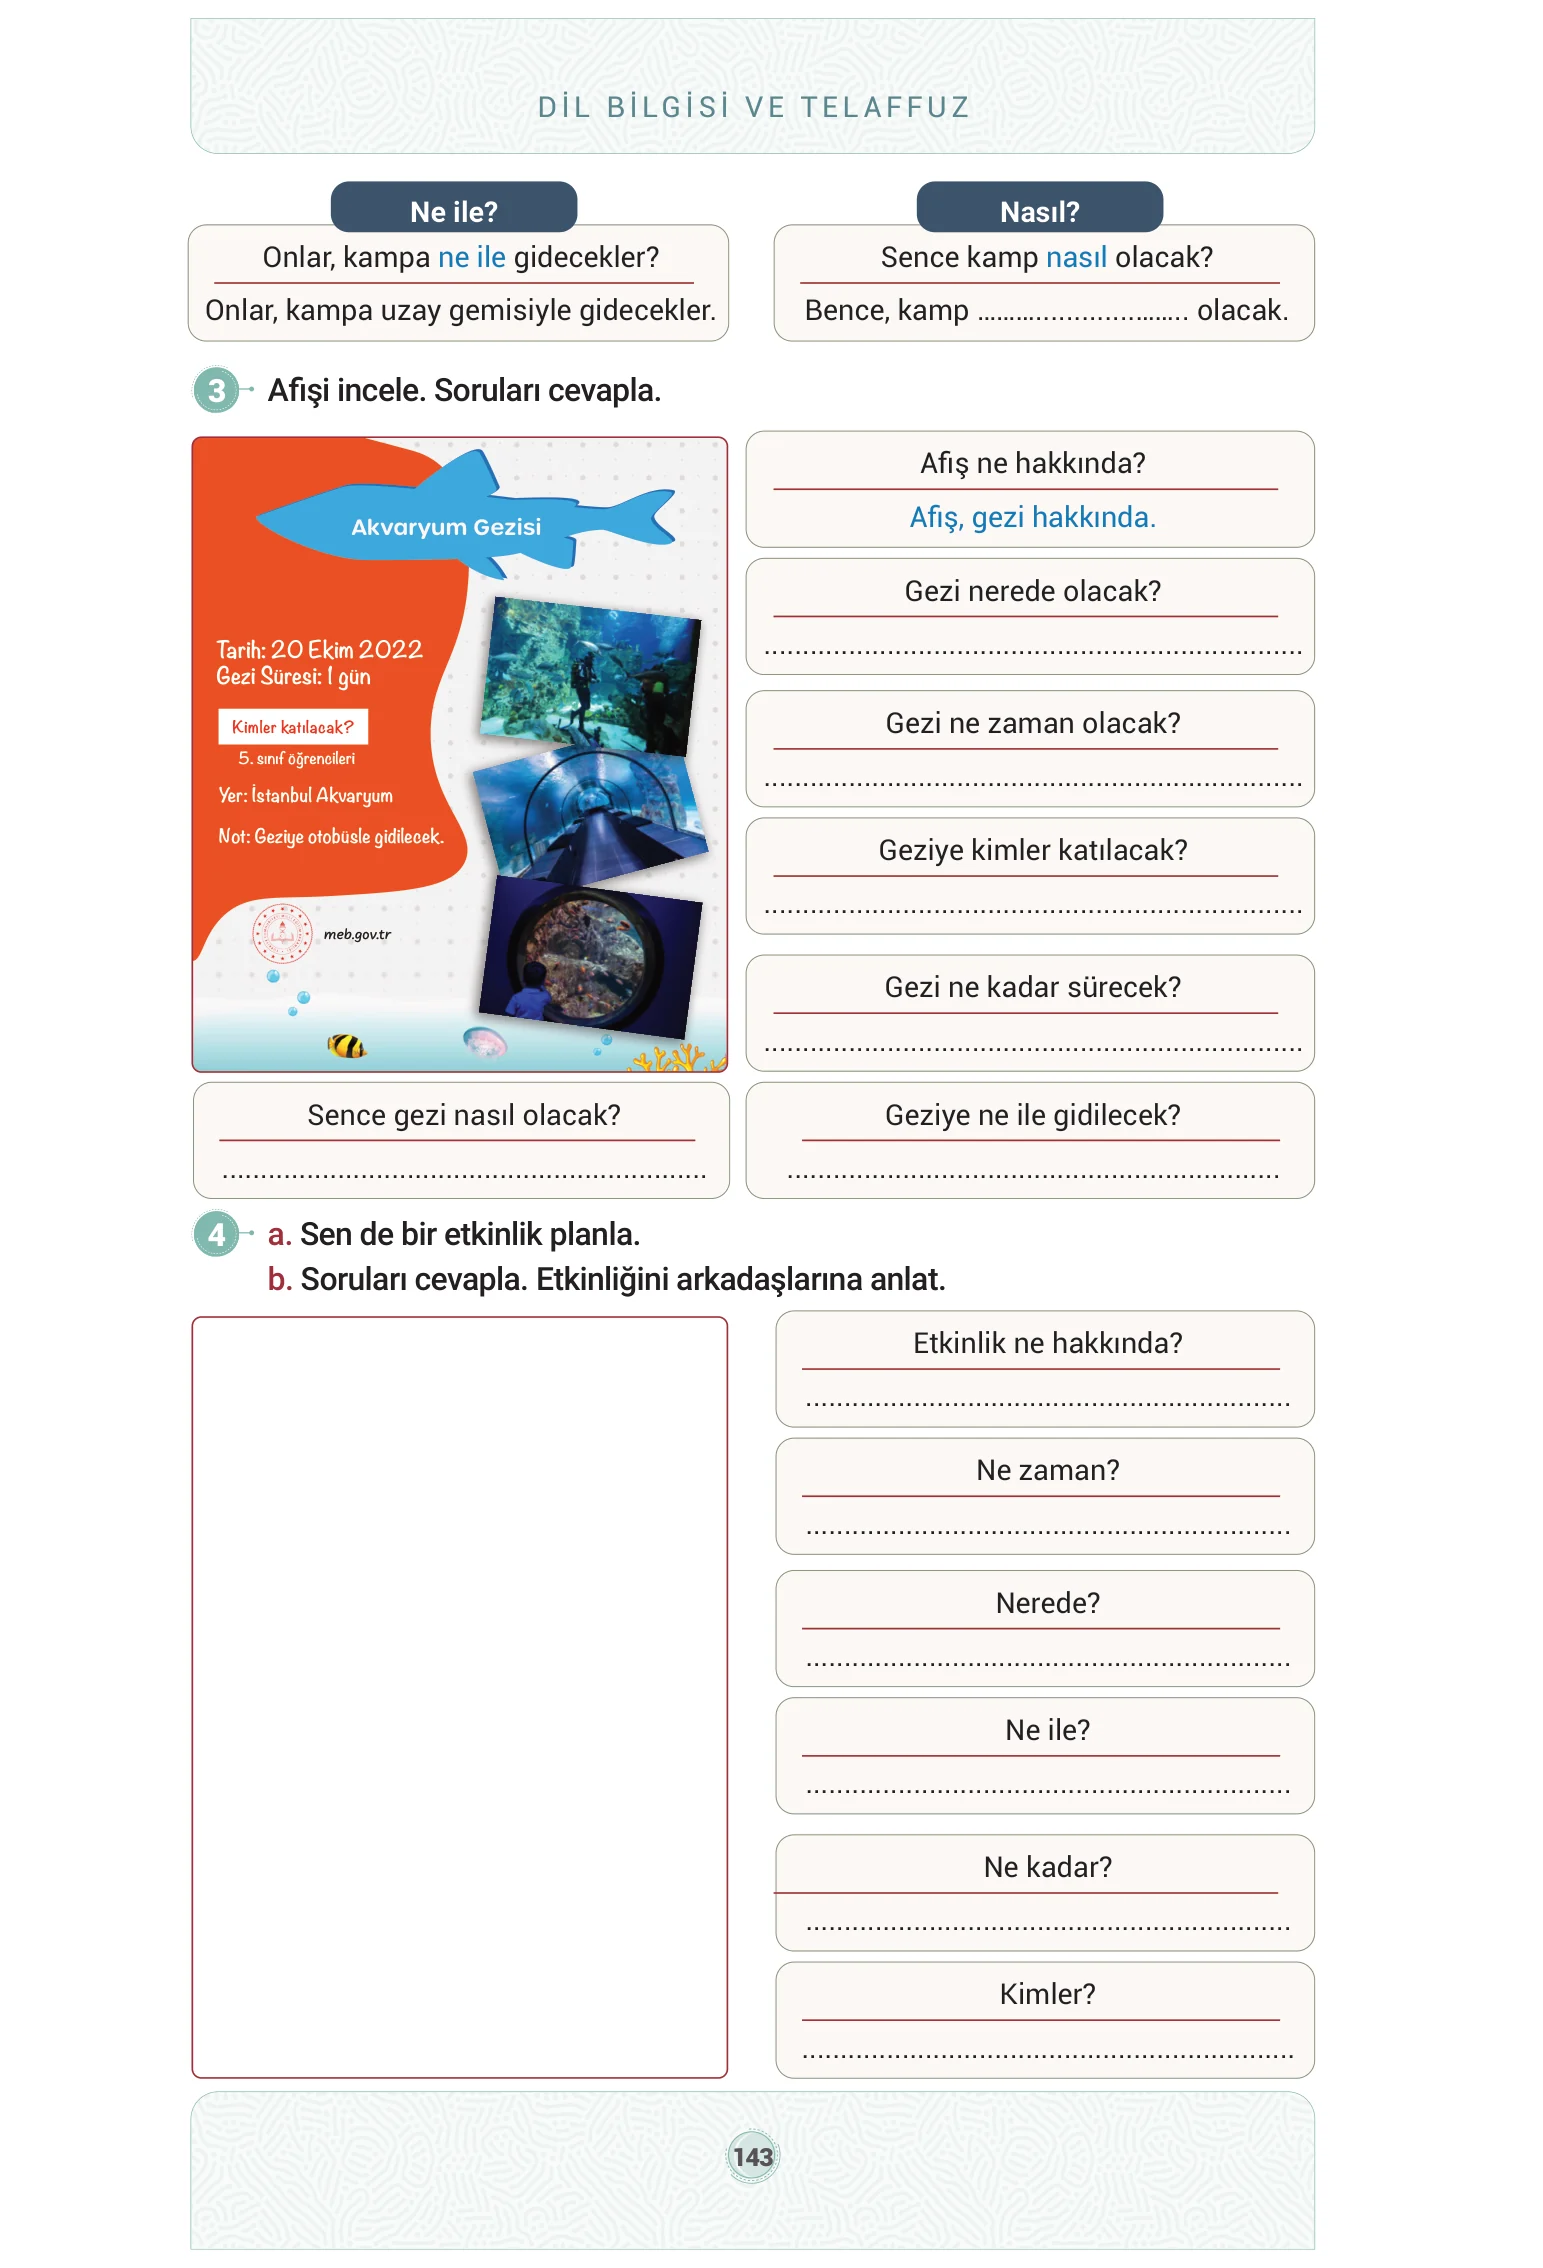 DİL BİLGİSİ VE TELAFFUZ
Ne ile?
Onlar, kampa ne ile gidecekler?
Onlar, kampa uzay gemisiyle gidecekler.
Nasıl?
Sence kamp nasıl olacak?
Bence, kamp ............................ olacak.
3 Afişi incele. Soruları cevapla.
Akvaryum Gezisi
Tarih: 20 Ekim 2022
Gezi Süresi: 1 gün
Kimler katılacak?
5. sınıf öğrencileri
Yer: İstanbul Akvaryum
Not: Geziye otobüsle gidilecek.
meb.gov.tr
Afiş ne hakkında?
Afiş, gezi hakkında.
Gezi nerede olacak?
......................................................................
Gezi ne zaman olacak?
......................................................................
Geziye kimler katılacak?
......................................................................
Gezi ne kadar sürecek?
......................................................................
Sence gezi nasıl olacak?
...............................................................
Geziye ne ile gidilecek?
................................................................
4 a. Sen de bir etkinlik planla.
b. Soruları cevapla. Etkinliğini arkadaşlarına anlat.
Etkinlik ne hakkında?
...............................................................
Ne zaman?
...............................................................
Nerede?
...............................................................
Ne ile?
...............................................................
Ne kadar?
...............................................................
Kimler?
................................................................
143